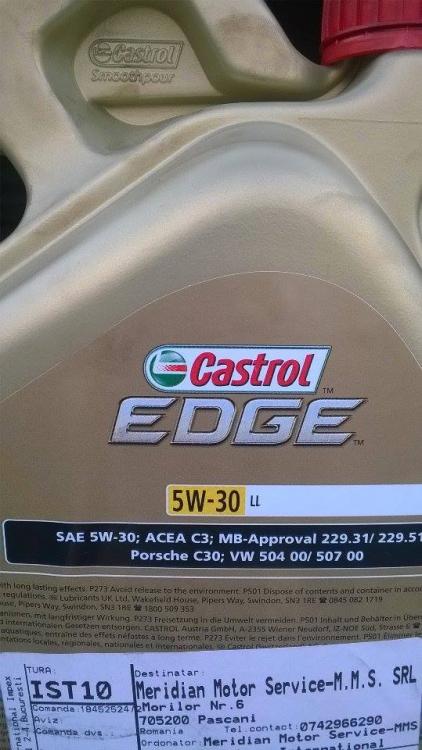 Castrol
Smoothpour
Castrol
TM
EDGE
TM
5W-30 LL
SAE 5W-30; ACEA C3; MB-Approval 229.31/ 229.51
Porsche C30; VW 504 00/ 507 00
with long lasting effects. P273 Avoid release to the environment. P501 Dispose of contents and container in
regulations. Lubricants UK Ltd, Wakefield House, Pipers Way, Swindon, SN3 1RE ☎ 0845 082 1719
Pipers Way, Swindon, SN3 1RE ☎ 1800 509 353
mit langfristiger Wirkung. P273 Freisetzung in die Umwelt vermeiden. P501 Inhalt und Behälter in
internationalen Gesetzen entsorgen. CASTROL Austria GmbH, A-2355 Wiener Neudorf, IZ-NÖ Süd, Strasse 6 ☎
aquatiques, entraîne des effets néfastes à long terme. P273 Éviter le rejet dans l'environnement. P501 Éliminer
locales, régionales, nationales et internationales.
TURA: Destinatar:
IST10 Meridian Motor Service-M.M.S. SRL
Comanda: Morilor Nr.6
Aviz: 705200 Pascani
Comanda dvs Romania Tel.contact:0742966290
Ordonator: Meridian Motor Service-MMS
Impex
București